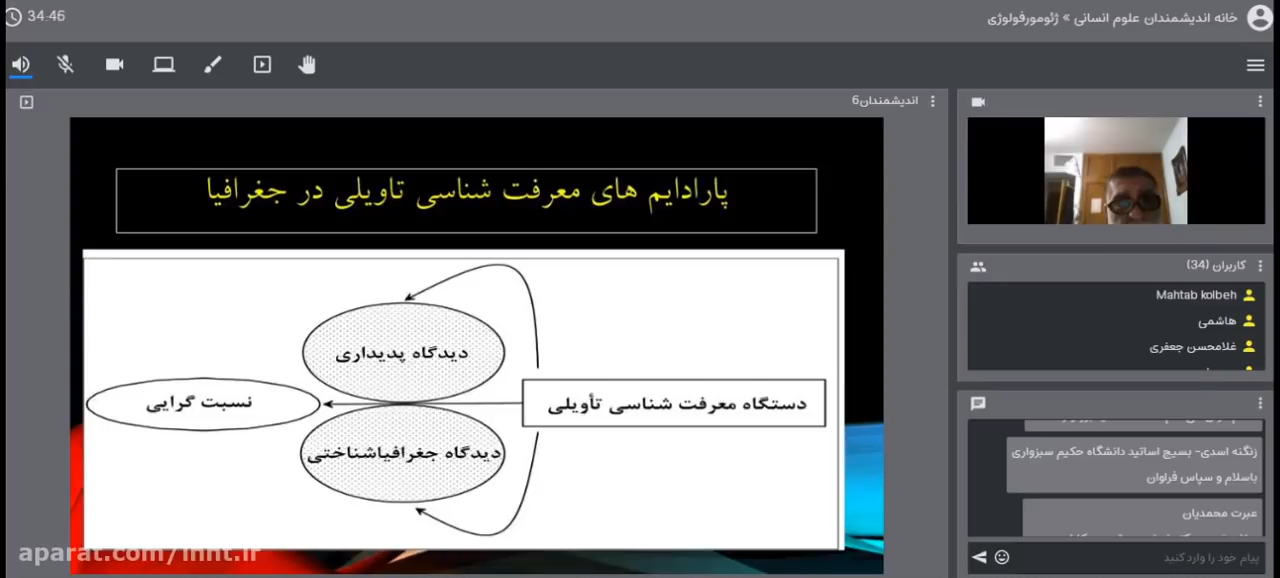 34:46
خانه اندیشمندان علوم انسانی » ژئومورفولوژی
اندیشمندان6
پارادایم های معرفت شناسی تاویلی در جغرافیا
دیدگاه پدیداری
دستگاه معرفت شناسی تأویلی
نسبت گرایی
دیدگاه جغرافیاشناختی
کاربران (34)
Mahtab kolbeh
هاشمی
غلامحسن جعفری
زنگنه اسدی- بسیج اساتید دانشگاه حکیم سبزواری
باسلام و سپاس فراوان
عبرت محمدیان
پیام خود را وارد کنید
aparat.com/innt.ir